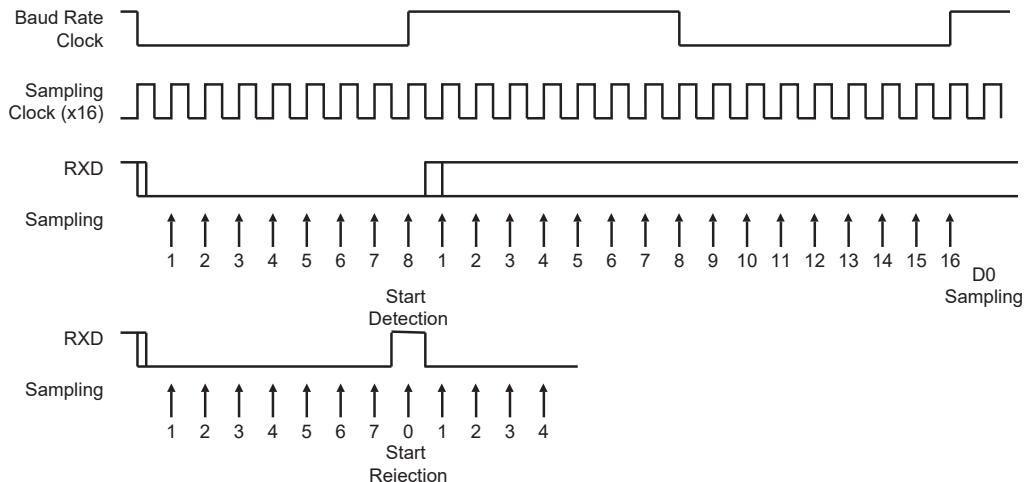 Baud Rate
Clock
Sampling
Clock (x16)
RXD
Sampling
1 2 3 4 5 6 7 8 1 2 3 4 5 6 7 8 9 10 11 12 13 14 15 16
D0
Sampling
Start
Detection
RXD
Sampling
1 2 3 4 5 6 7 0 1 2 3 4
Start
Rejection